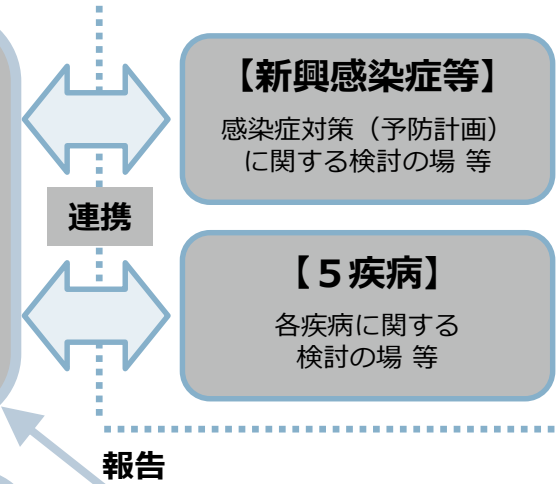 【新興感染症等】
感染症対策（予防計画）
に関する検討の場 等
連携
【５疾病】
各疾病に関する
検討の場 等
報告